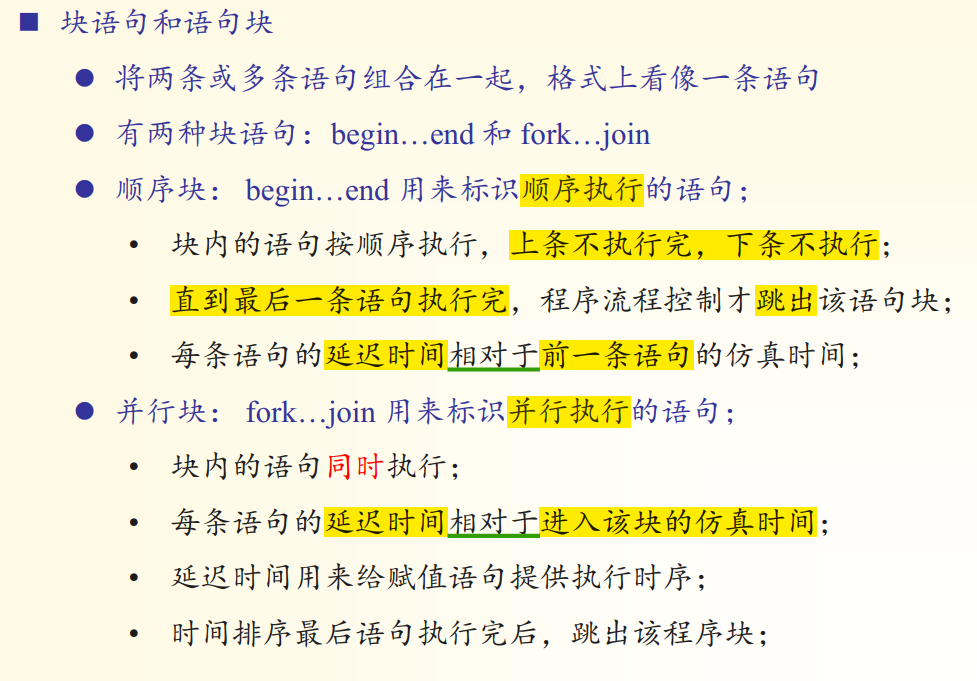 ■ 块语句和语句块
● 将两条或多条语句组合在一起，格式上看像一条语句
● 有两种块语句：begin…end 和 fork…join
● 顺序块： begin…end 用来标识顺序执行的语句；
• 块内的语句按顺序执行，上条不执行完，下条不执行；
• 直到最后一条语句执行完，程序流程控制才跳出该语句块；
• 每条语句的延迟时间相对于前一条语句的仿真时间；
● 并行块： fork…join 用来标识并行执行的语句；
• 块内的语句同时执行；
• 每条语句的延迟时间相对于进入该块的仿真时间；
• 延迟时间用来给赋值语句提供执行时序；
• 时间排序最后语句执行完后，跳出该程序块；